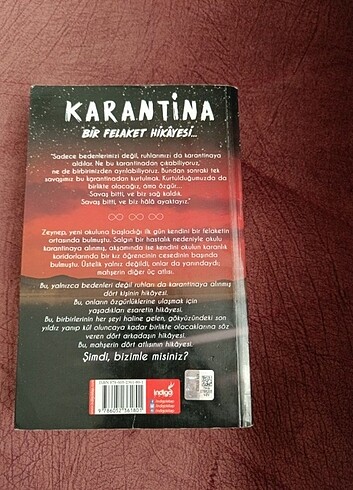 KARANTİNA
BİR FELAKET HİKÂYESİ...
"Sadece bedenlerimizi değil, ruhlarımızı da karantinaya
aldılar. Ne bu karantinadan çıkabiliyoruz,
ne de birbirimizden ayrılabiliyoruz. Bundan sonraki tek
savaşımız bu karantinadan kurtulmak. Kurtulduğumuzda da
birlikte olacağız, ama özgür...
Savaş bitti, ve biz sağ kaldık.
Savaş bitti, ve biz hâlâ ayaktayız."
Zeynep, yeni okuluna başladığı ilk gün kendini bir felaketin
ortasında bulmuştu. Salgın bir hastalık nedeniyle okulu
karantinaya alınmış, akşamında ise kendini okulun karanlık
koridorlarında bir kız öğrencinin cesedinin başında
bulmuştu. Üstelik yalnız değildi, onlar da yanındaydı;
mahşerin diğer üç atlısı.
Bu, yalnızca bedenleri değil ruhları da karantinaya alınmış
dört kişinin hikâyesi.
Bu, onların özgürlüklerine ulaşmak için
yaşadıkları esaretin hikâyesi.
Bu, birbirlerinin her şeyi haline gelen, gökyüzündeki son
yıldız yanıp kül oluncaya kadar birlikte olacaklarına söz
veren dört arkadaşın hikâyesi.
Bu, mahşerin dört atlısının hikâyesi.
Şimdi, bizimle misiniz?
indigo